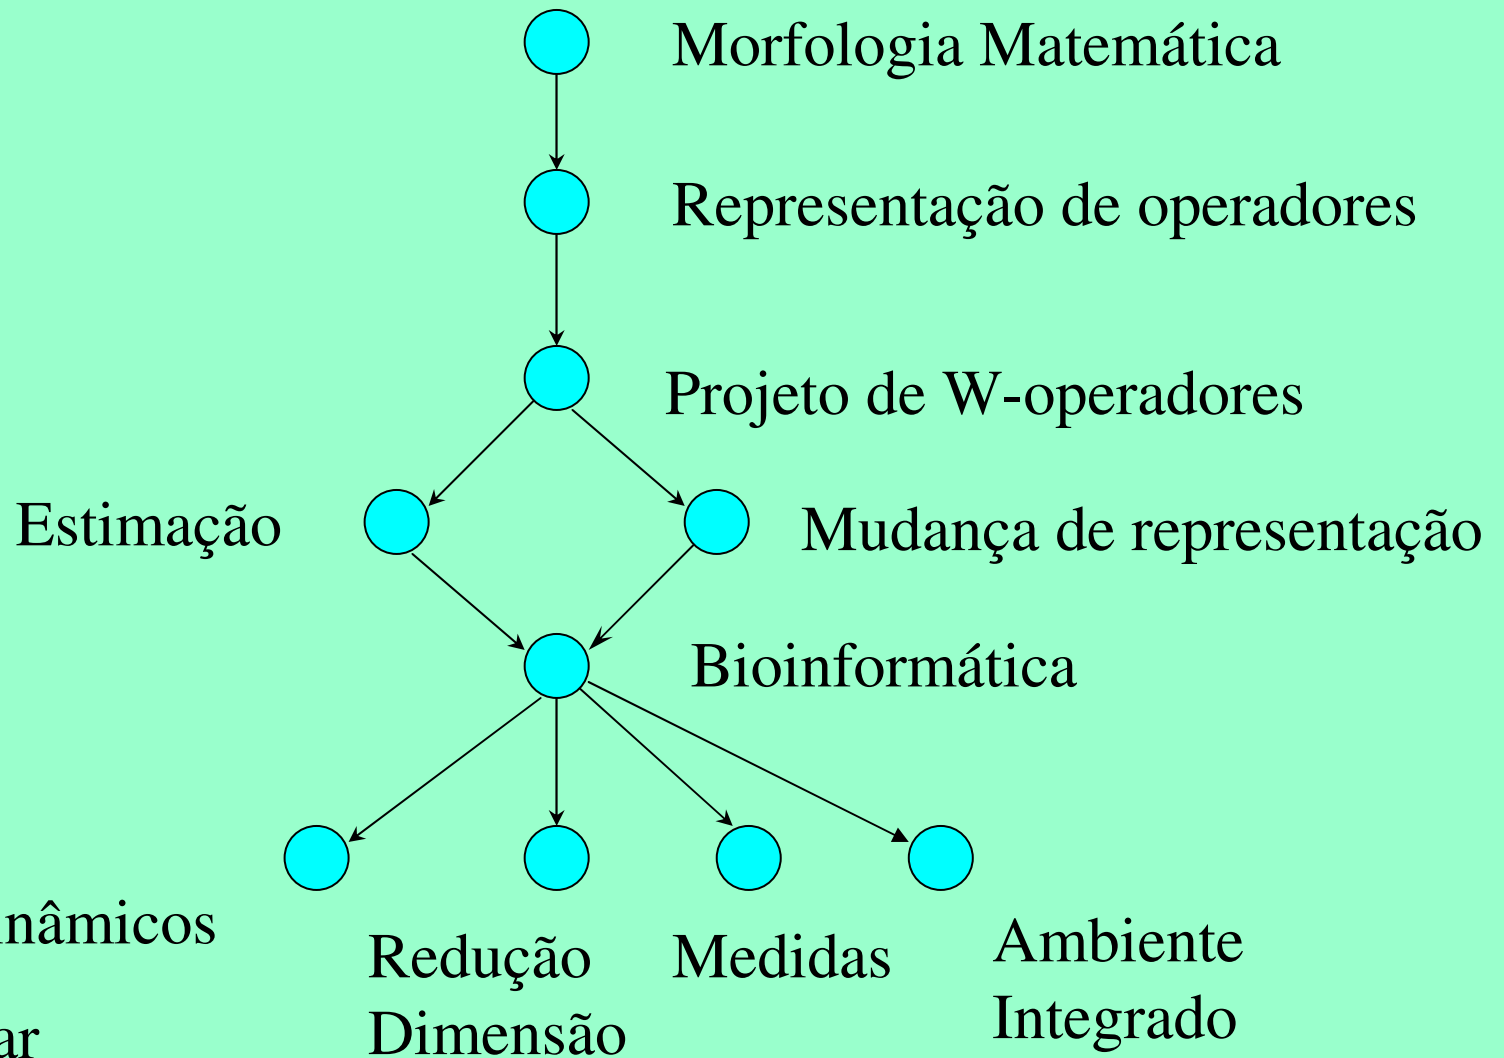 Morfologia Matemática
Representação de operadores
Projeto de W-operadores
Estimação
Mudança de representação
Bioinformática
Redução
Dimensão
Medidas
Ambiente
Integrado